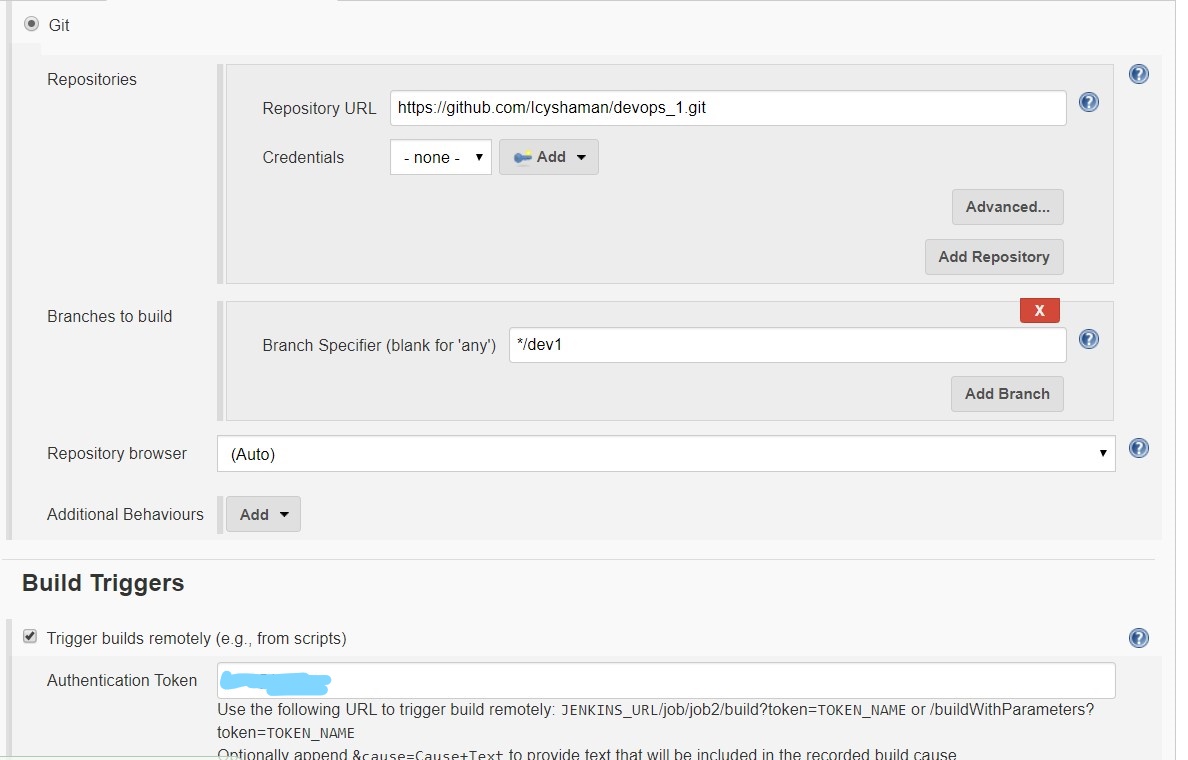 Git
Repositories
Repository URL https://github.com/lcyshaman/devops_1.git
Credentials - none - Add
Advanced...
Add Repository
Branches to build
X
Branch Specifier (blank for 'any') */dev1
Add Branch
Repository browser (Auto)
Additional Behaviours Add
Build Triggers
Trigger builds remotely (e.g., from scripts)
Authentication Token
Use the following URL to trigger build remotely: JENKINS_URL/job/job2/build?token=TOKEN_NAME or /buildWithParameters?
token=TOKEN_NAME
Optionally append &cause=Cause+Text to provide text that will be included in the recorded build cause